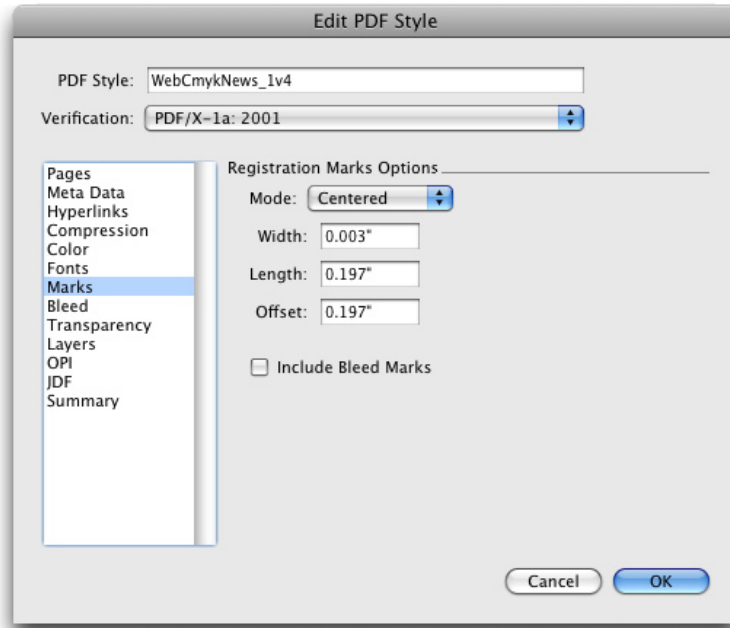 Edit PDF Style
PDF Style: WebCmykNews_1v4
Verification: PDF/X-1a: 2001
Pages
Meta Data
Hyperlinks
Compression
Color
Fonts
Marks
Bleed
Transparency
Layers
OPI
JDF
Summary
Registration Marks Options
Mode: Centered
Width: 0.003"
Length: 0.197"
Offset: 0.197"
Include Bleed Marks
Cancel OK